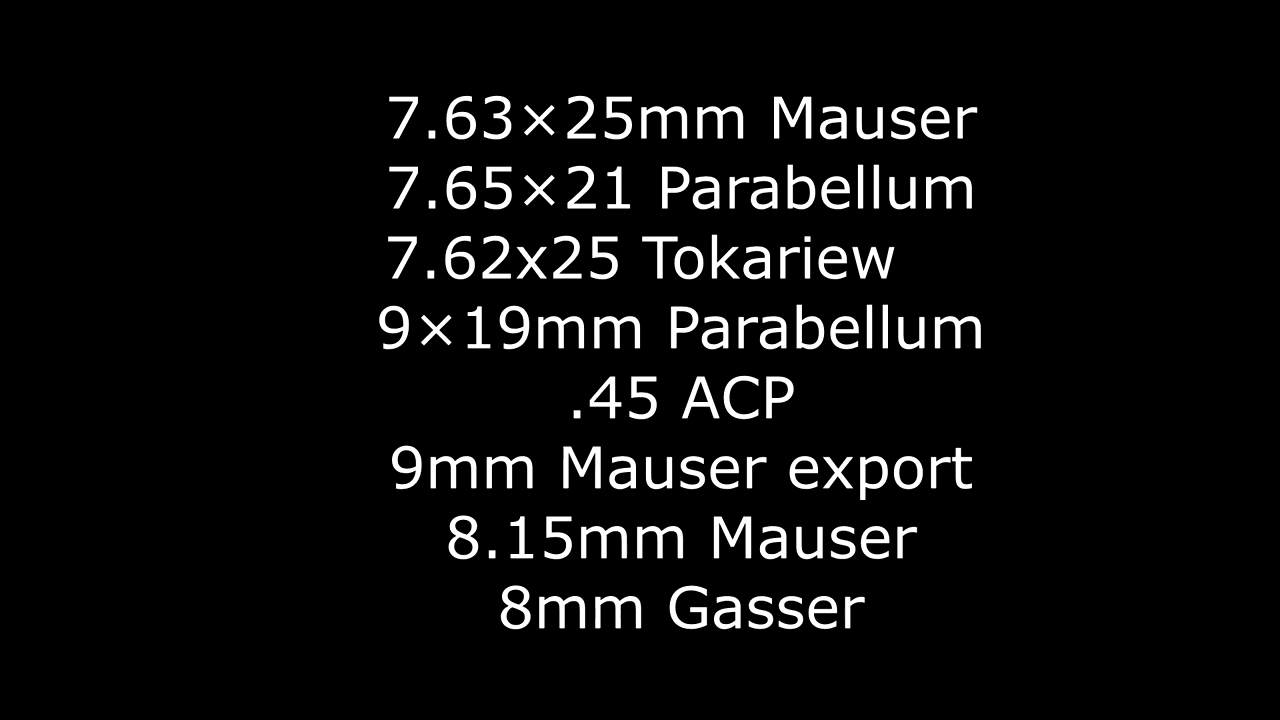 7.63×25mm Mauser
7.65×21 Parabellum
7.62x25 Tokariew
9×19mm Parabellum
.45 ACP
9mm Mauser export
8.15mm Mauser
8mm Gasser